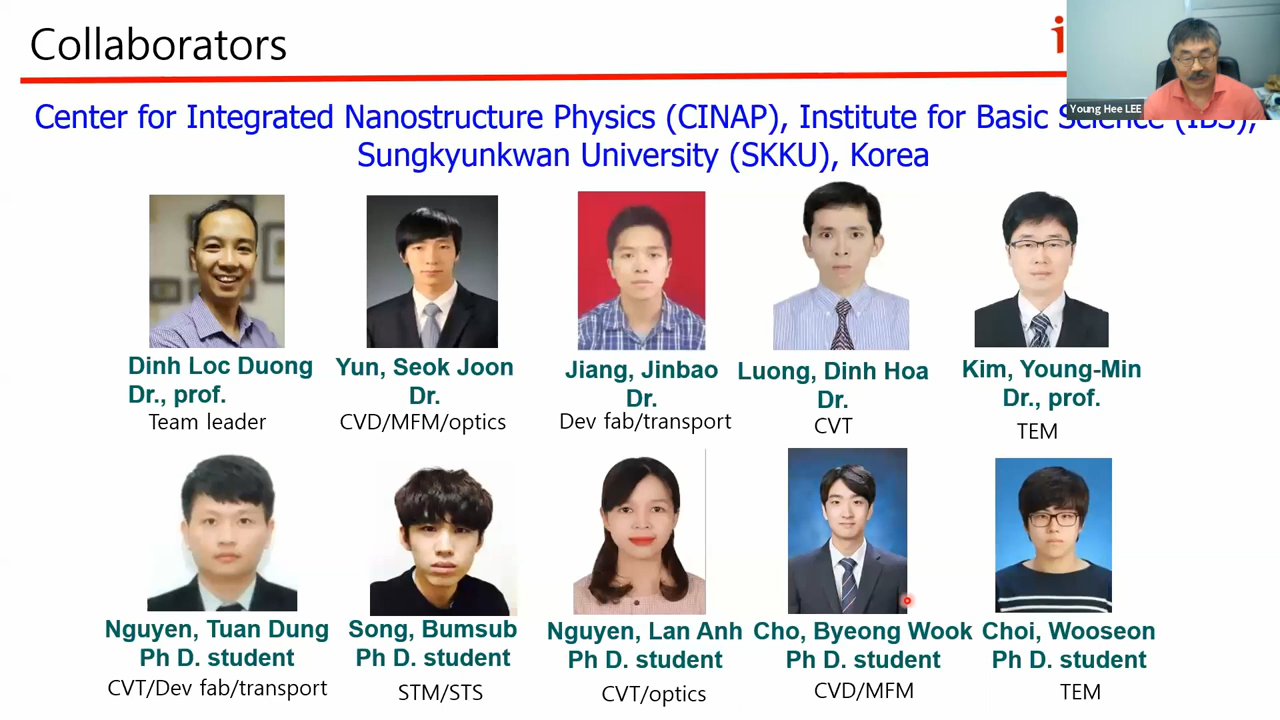 Collaborators
i
Young Hee LEE
Center for Integrated Nanostructure Physics (CINAP), Institute for Basic Science (IBS),
Sungkyunkwan University (SKKU), Korea
Dinh Loc Duong
Dr., prof.
Team leader
Yun, Seok Joon
Dr.
CVD/MFM/optics
Jiang, Jinbao
Dr.
Dev fab/transport
Luong, Dinh Hoa
Dr.
CVT
Kim, Young-Min
Dr., prof.
TEM
Nguyen, Tuan Dung
Ph D. student
CVT/Dev fab/transport
Song, Bumsub
Ph D. student
STM/STS
Nguyen, Lan Anh
Ph D. student
CVT/optics
Cho, Byeong Wook
Ph D. student
CVD/MFM
Choi, Wooseon
Ph D. student
TEM